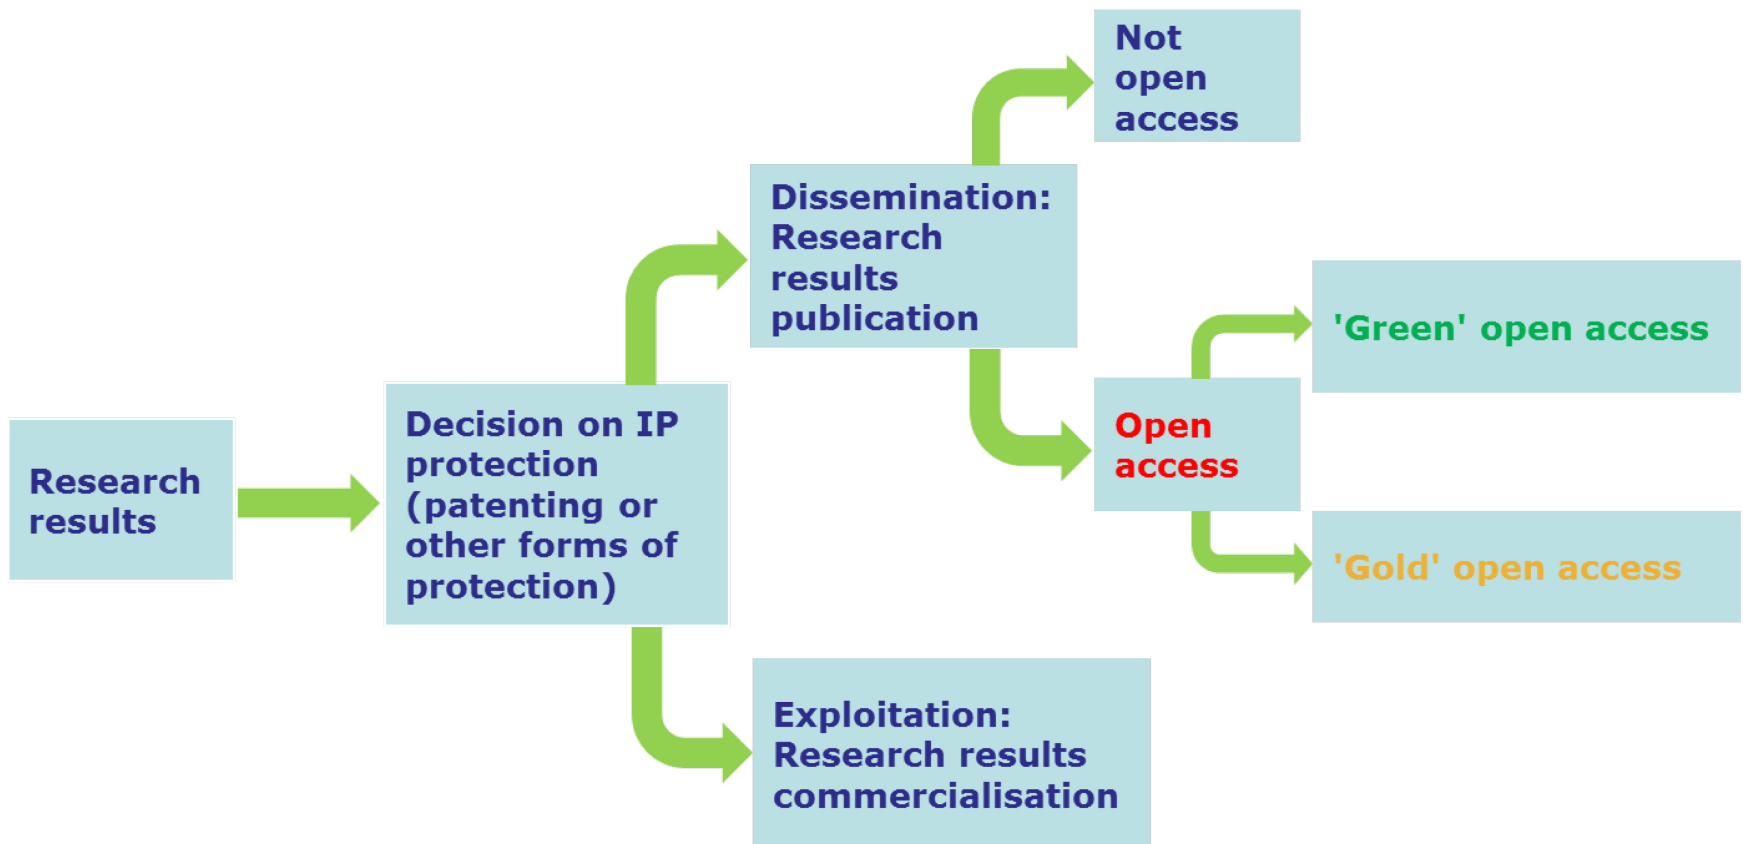 Research
results
Decision on IP
protection
(patenting or
other forms of
protection)
Dissemination:
Research
results
publication
Not
open
access
Open
access
'Green' open access
'Gold' open access
Exploitation:
Research results
commercialisation